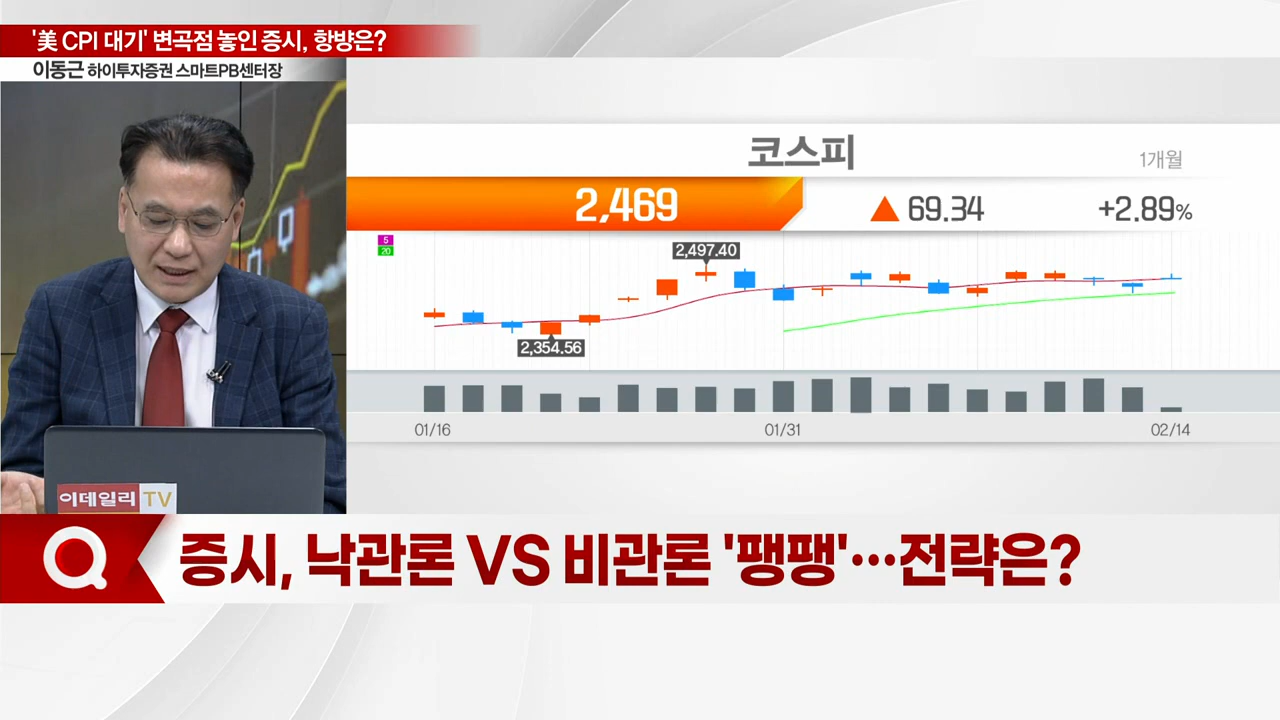 '美 CPI 대기' 변곡점 놓인 증시, 향방은?
이동근 하이투자증권 스마트PB센터장
코스피
1개월
2,469
▲ 69.34
+2.89%
5
20
2,497.40
2,354.56
01/16
01/31
02/14
이데일리 TV
Q
증시, 낙관론 VS 비관론 '팽팽'…전략은?